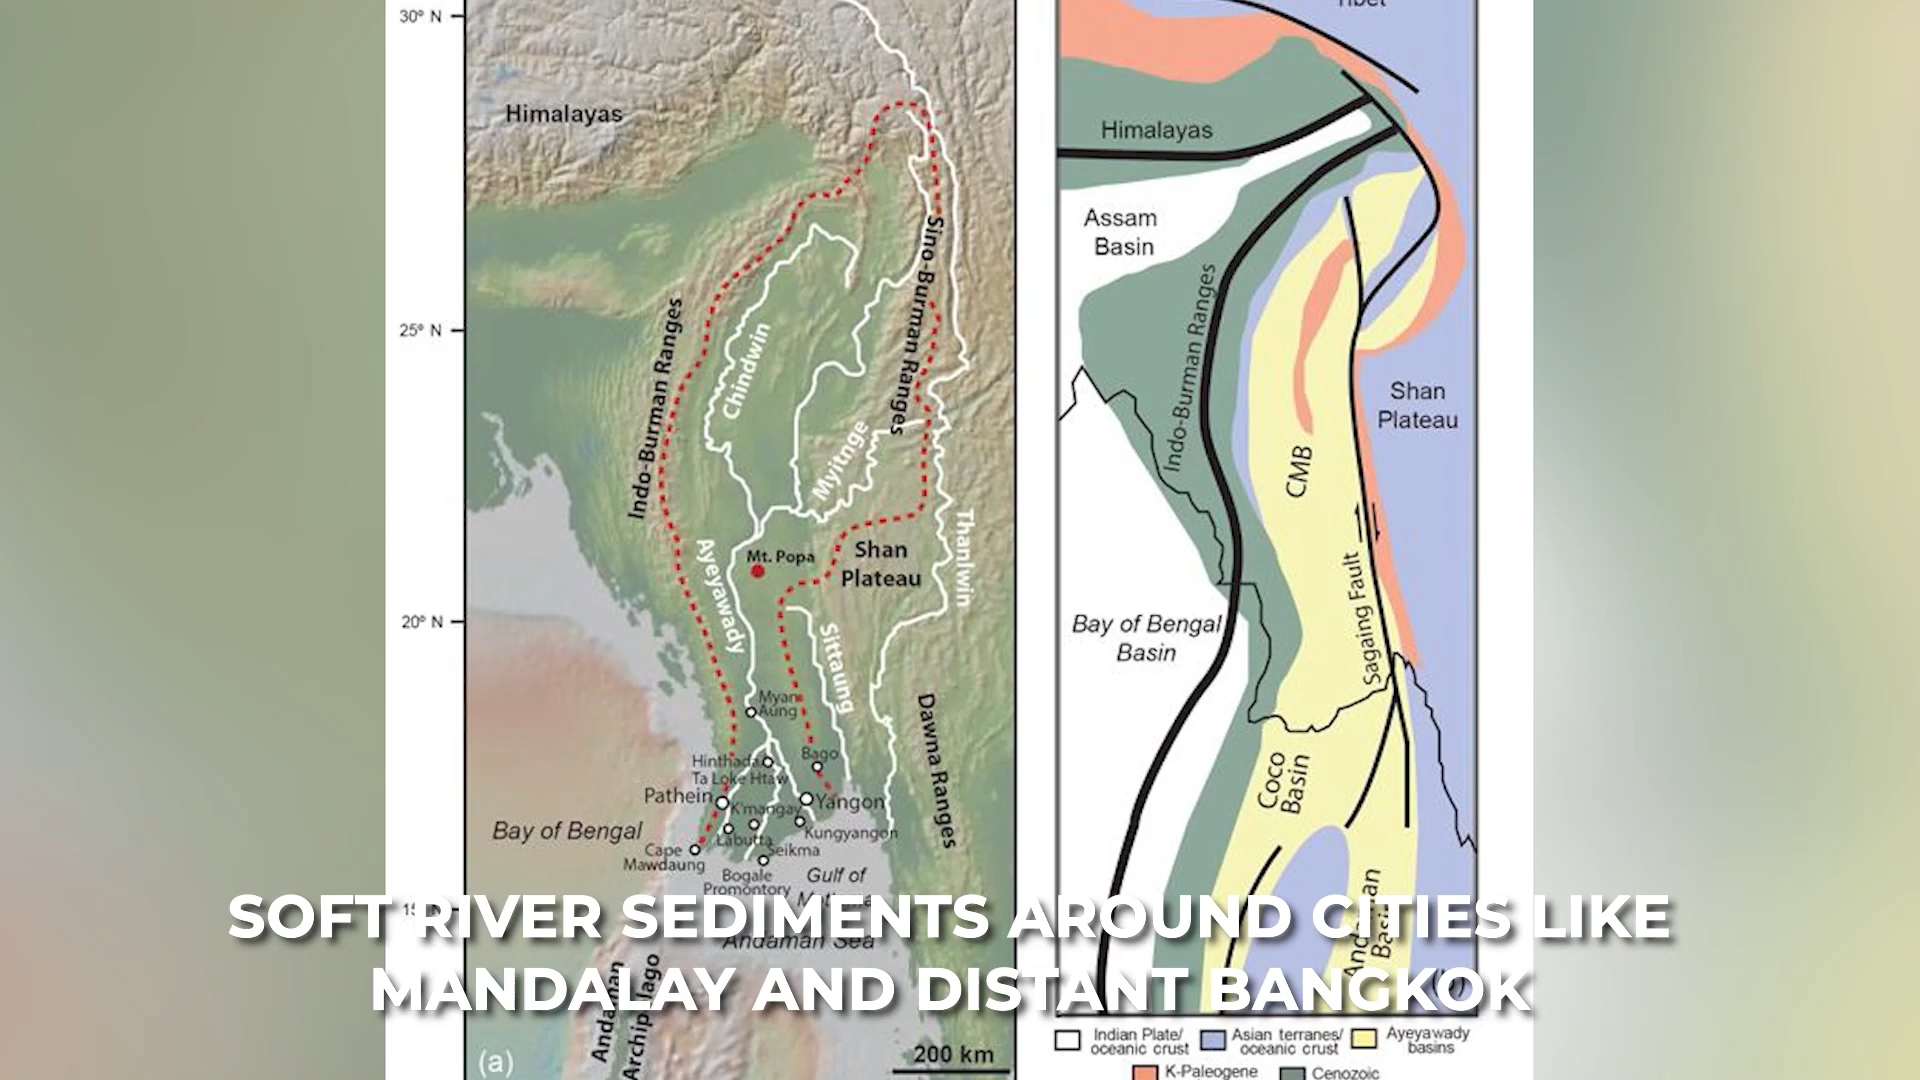 30° N
Himalayas
25° N
Sino-Burman Ranges
Indo-Burman Ranges
Chindwin
Myitnge
Thanlwin
Mt. Popa
Shan
Plateau
Ayeyawady
20° N
Sittaung
Myan
Aung
Dawna Ranges
Hinthada
Bago
Ta Loke Htaw
Pathein
K'mangay
Yangon
Bay of Bengal
Labutta
Kungyangon
Cape
Mawdaung
Seikma
Bogale
Promontory
Gulf of
Andaman Sea
200 km
(a)
Tibet
Himalayas
Assam
Basin
Indo-Burman Ranges
Shan
Plateau
CMB
Sagaing Fault
Bay of Bengal
Basin
Coco
Basin
SOFT RIVER SEDIMENTS AROUND CITIES LIKE
MANDALAY AND DISTANT BANGKOK
Indian Plate/
oceanic crust
Asian terranes/
oceanic crust
Ayeyawady
basins
K-Paleogene
Cenozoic